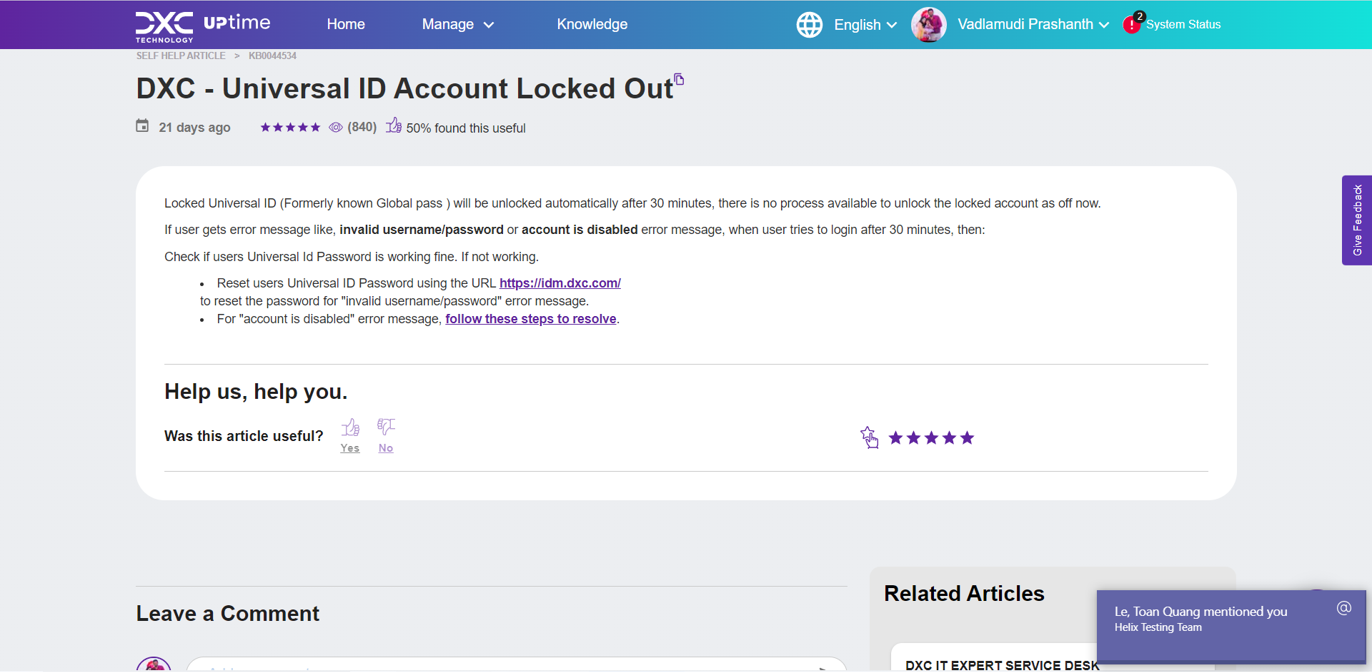 DXC TECHNOLOGY UPtime Home Manage Knowledge English Vadlamudi Prashanth 2 System Status
SELF HELP ARTICLE > KB0044534
DXC - Universal ID Account Locked Out
21 days ago (840) 50% found this useful
Give Feedback
Locked Universal ID (Formerly known Global pass ) will be unlocked automatically after 30 minutes, there is no process available to unlock the locked account as off now.
If user gets error message like, invalid username/password or account is disabled error message, when user tries to login after 30 minutes, then:
Check if users Universal Id Password is working fine. If not working.
• Reset users Universal ID Password using the URL https://idm.dxc.com/
to reset the password for "invalid username/password" error message.
• For "account is disabled" error message, follow these steps to resolve.
Help us, help you.
Was this article useful? Yes No
Leave a Comment
Related Articles
DXC IT EXPERT SERVICE DESK
Le, Toan Quang mentioned you @
Helix Testing Team